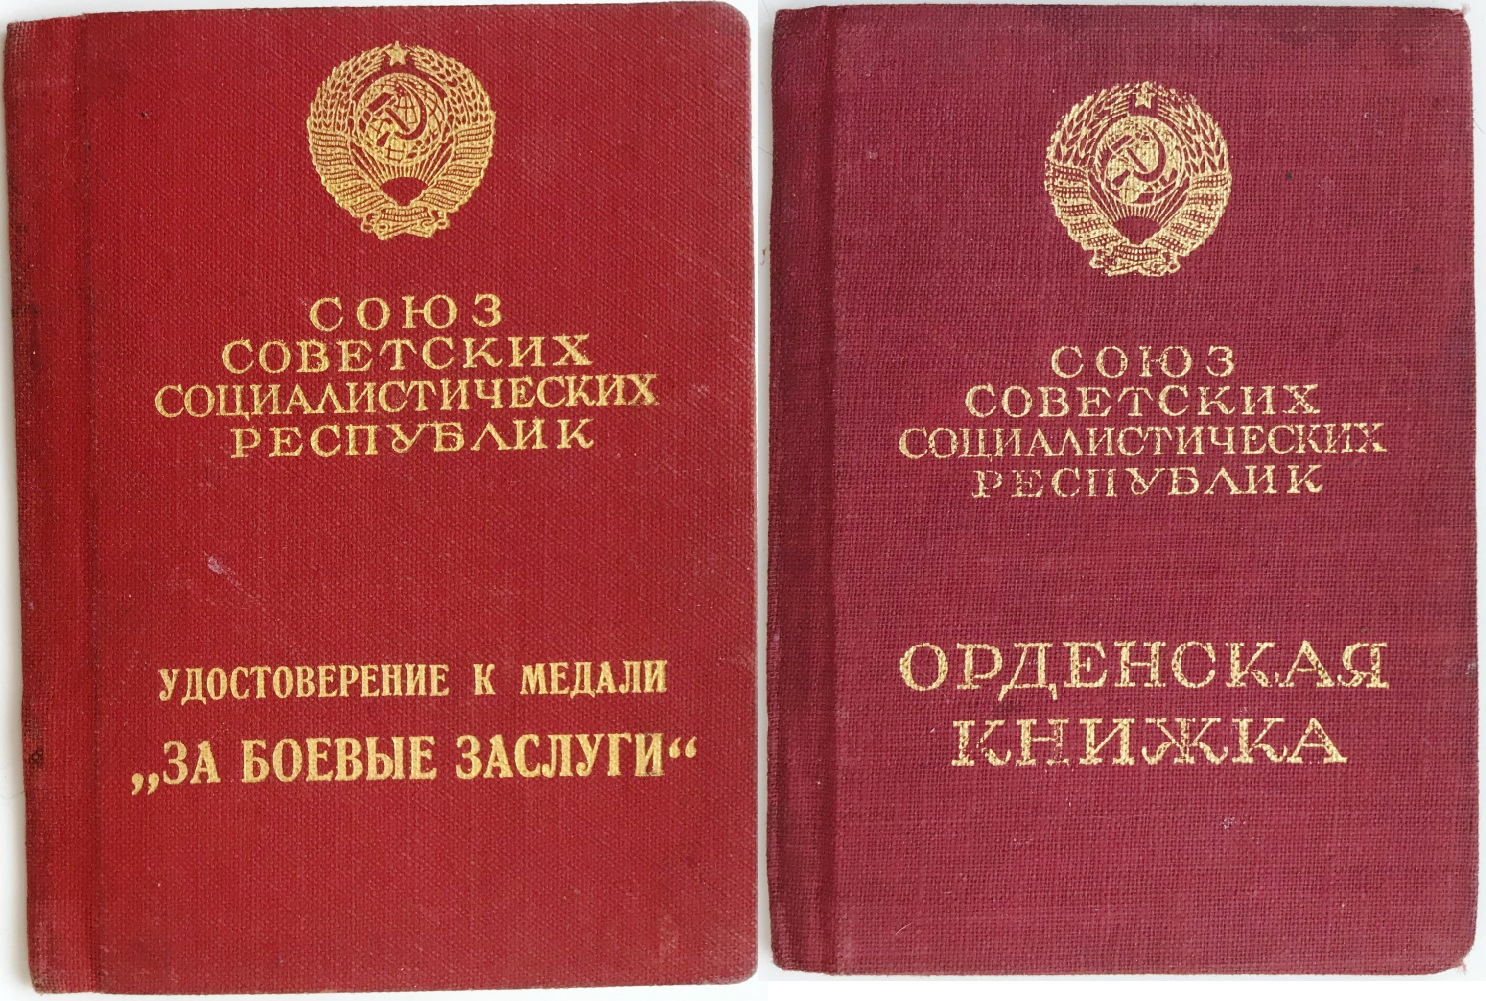 СОЮЗ
СОВЕТСКИХ
СОЦИАЛИСТИЧЕСКИХ
РЕСПУБЛИК
УДОСТОВЕРЕНИЕ К МЕДАЛИ
„ЗА БОЕВЫЕ ЗАСЛУГИ“
СОЮЗ
СОВЕТСКИХ
СОЦИАЛИСТИЧЕСКИХ
РЕСПУБЛИК
ОРДЕНСКАЯ
КНИЖКА